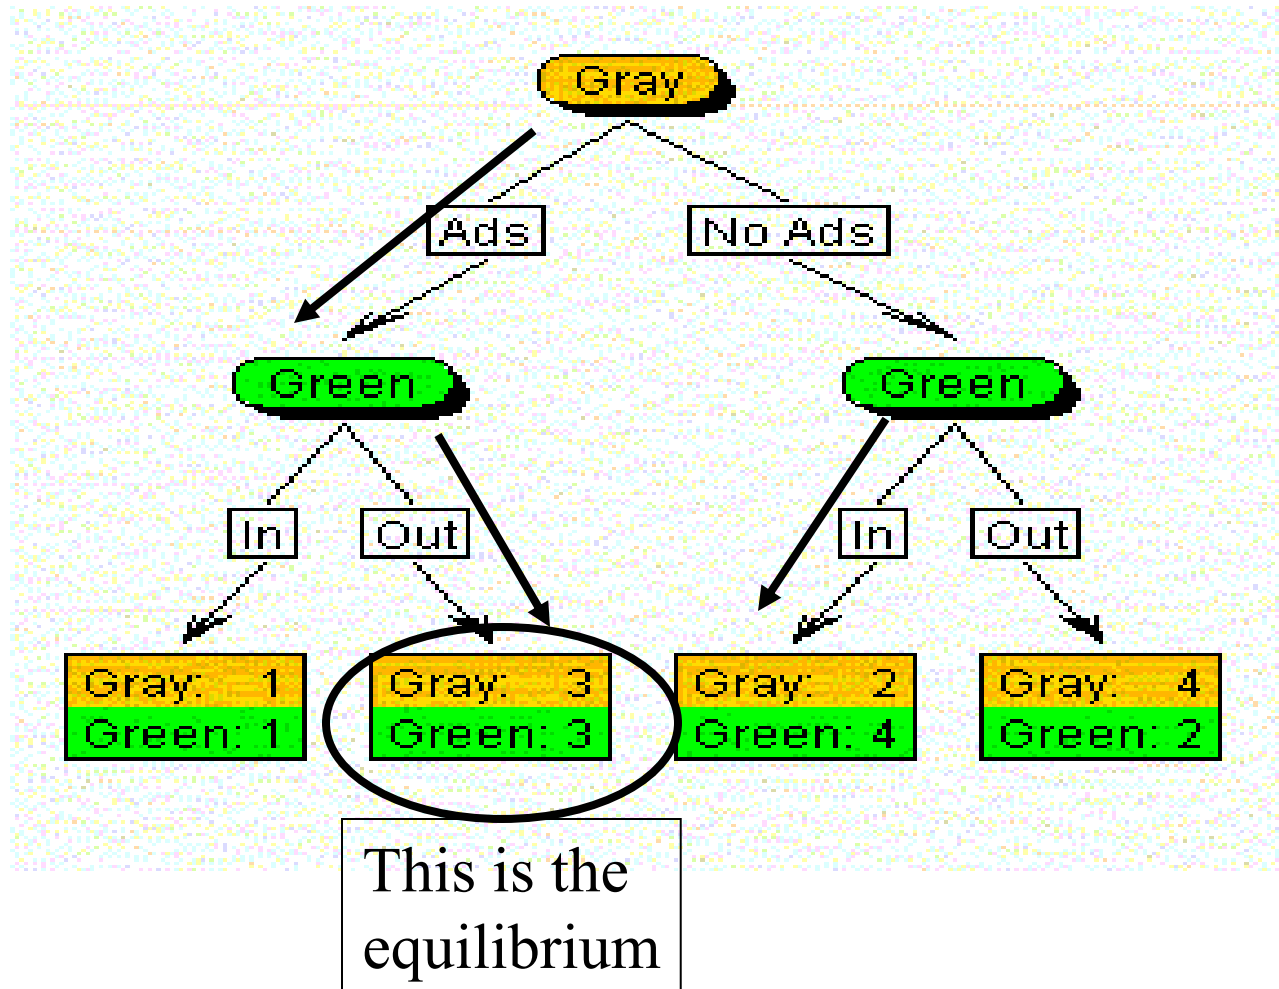 Gray
Ads No Ads
Green Green
In Out In Out
Gray: 1 Gray: 3 Gray: 2 Gray: 4
Green: 1 Green: 3 Green: 4 Green: 2
This is the
equilibrium